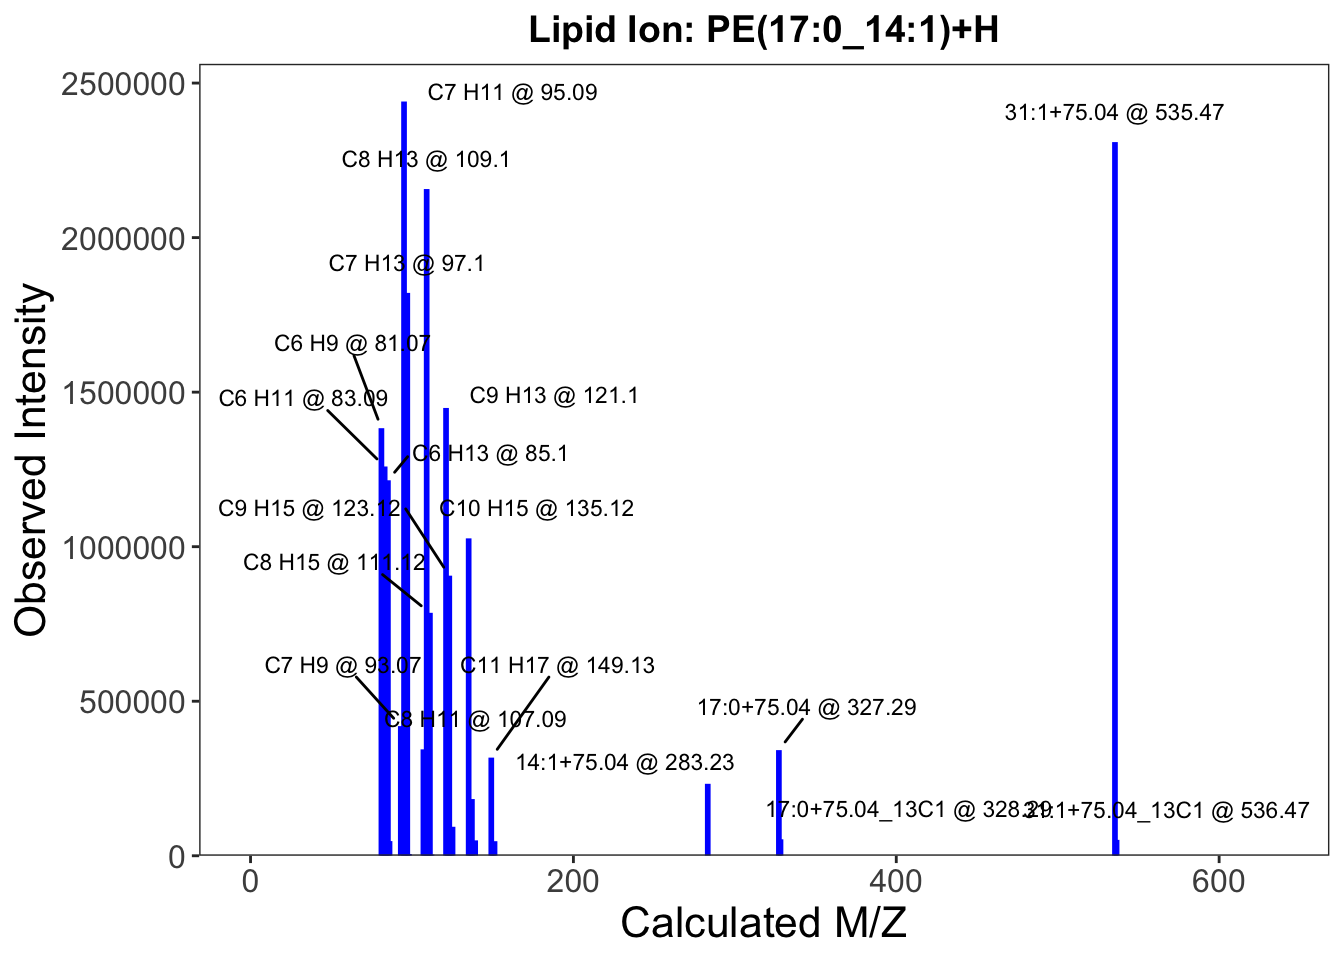 Lipid Ion: PE(17:0_14:1)+H
Observed Intensity
2500000
2000000
1500000
1000000
500000
0
C7 H11 @ 95.09
31:1+75.04 @ 535.47
C8 H13 @ 109.1
C7 H13 @ 97.1
C6 H9 @ 81.07
C6 H11 @ 83.09
C9 H13 @ 121.1
C6 H13 @ 85.1
C9 H15 @ 123.12
C10 H15 @ 135.12
C8 H15 @ 111.12
C7 H9 @ 93.07
C11 H17 @ 149.13
C8 H11 @ 107.09
17:0+75.04 @ 327.29
14:1+75.04 @ 283.23
17:0+75.04_13C1 @ 328.29
31:1+75.04_13C1 @ 536.47
0 200 400 600
Calculated M/Z